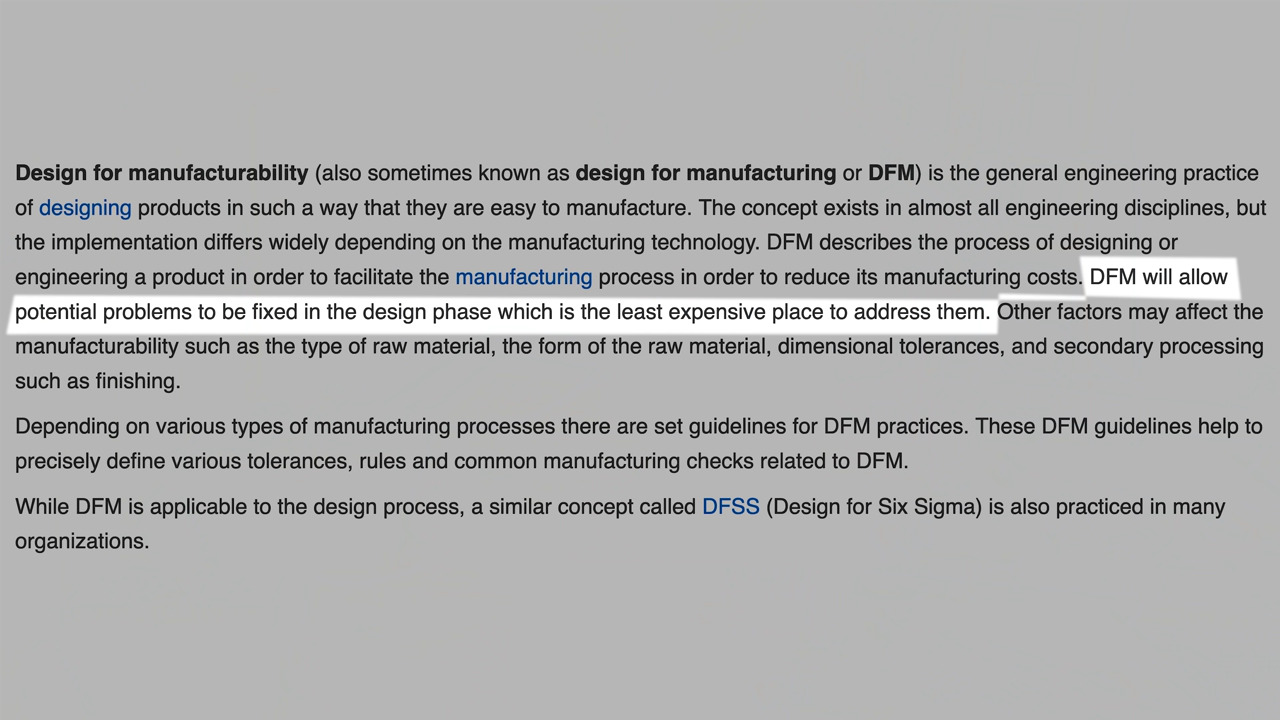 Design for manufacturability (also sometimes known as design for manufacturing or DFM) is the general engineering practice
of designing products in such a way that they are easy to manufacture. The concept exists in almost all engineering disciplines, but
the implementation differs widely depending on the manufacturing technology. DFM describes the process of designing or
engineering a product in order to facilitate the manufacturing process in order to reduce its manufacturing costs. DFM will allow
potential problems to be fixed in the design phase which is the least expensive place to address them. Other factors may affect the
manufacturability such as the type of raw material, the form of the raw material, dimensional tolerances, and secondary processing
such as finishing.
Depending on various types of manufacturing processes there are set guidelines for DFM practices. These DFM guidelines help to
precisely define various tolerances, rules and common manufacturing checks related to DFM.
While DFM is applicable to the design process, a similar concept called DFSS (Design for Six Sigma) is also practiced in many
organizations.